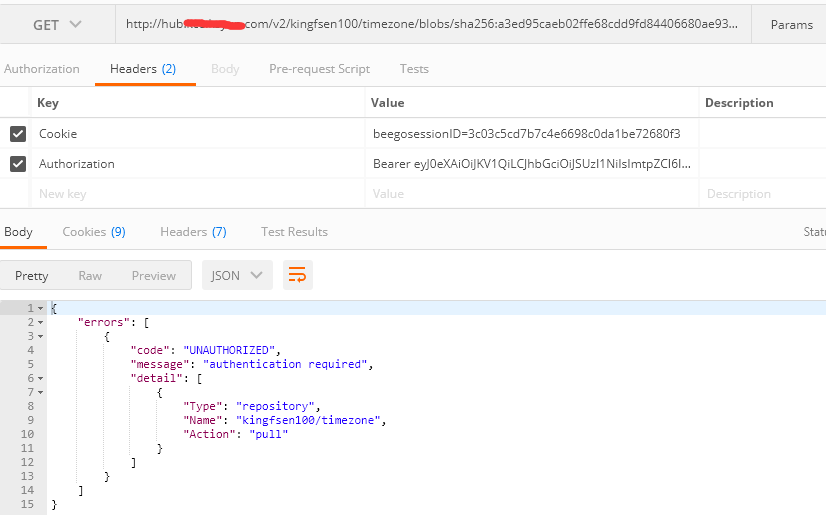 GET http://hub .com/v2/kingfsen100/timezone/blobs/sha256:a3ed95caeb02ffe68cdd9fd84406680ae93... Params
Authorization Headers (2) Body Pre-request Script Tests
Key Value Description
Cookie beegosessionID=3c03c5cd7b7c4e6698c0da1be72680f3
Authorization Bearer eyJ0eXAiOiJKV1QiLCJhbGciOiJSUzI1NiIsImtpZCI6I...
New key Value Description
Body Cookies (9) Headers (7) Test Results Statu
Pretty Raw Preview JSON
1 {
2 "errors": [
3 {
4 "code": "UNAUTHORIZED",
5 "message": "authentication required",
6 "detail": [
7 {
8 "Type": "repository",
9 "Name": "kingfsen100/timezone",
10 "Action": "pull"
11 }
12 ]
13 }
14 ]
15 }